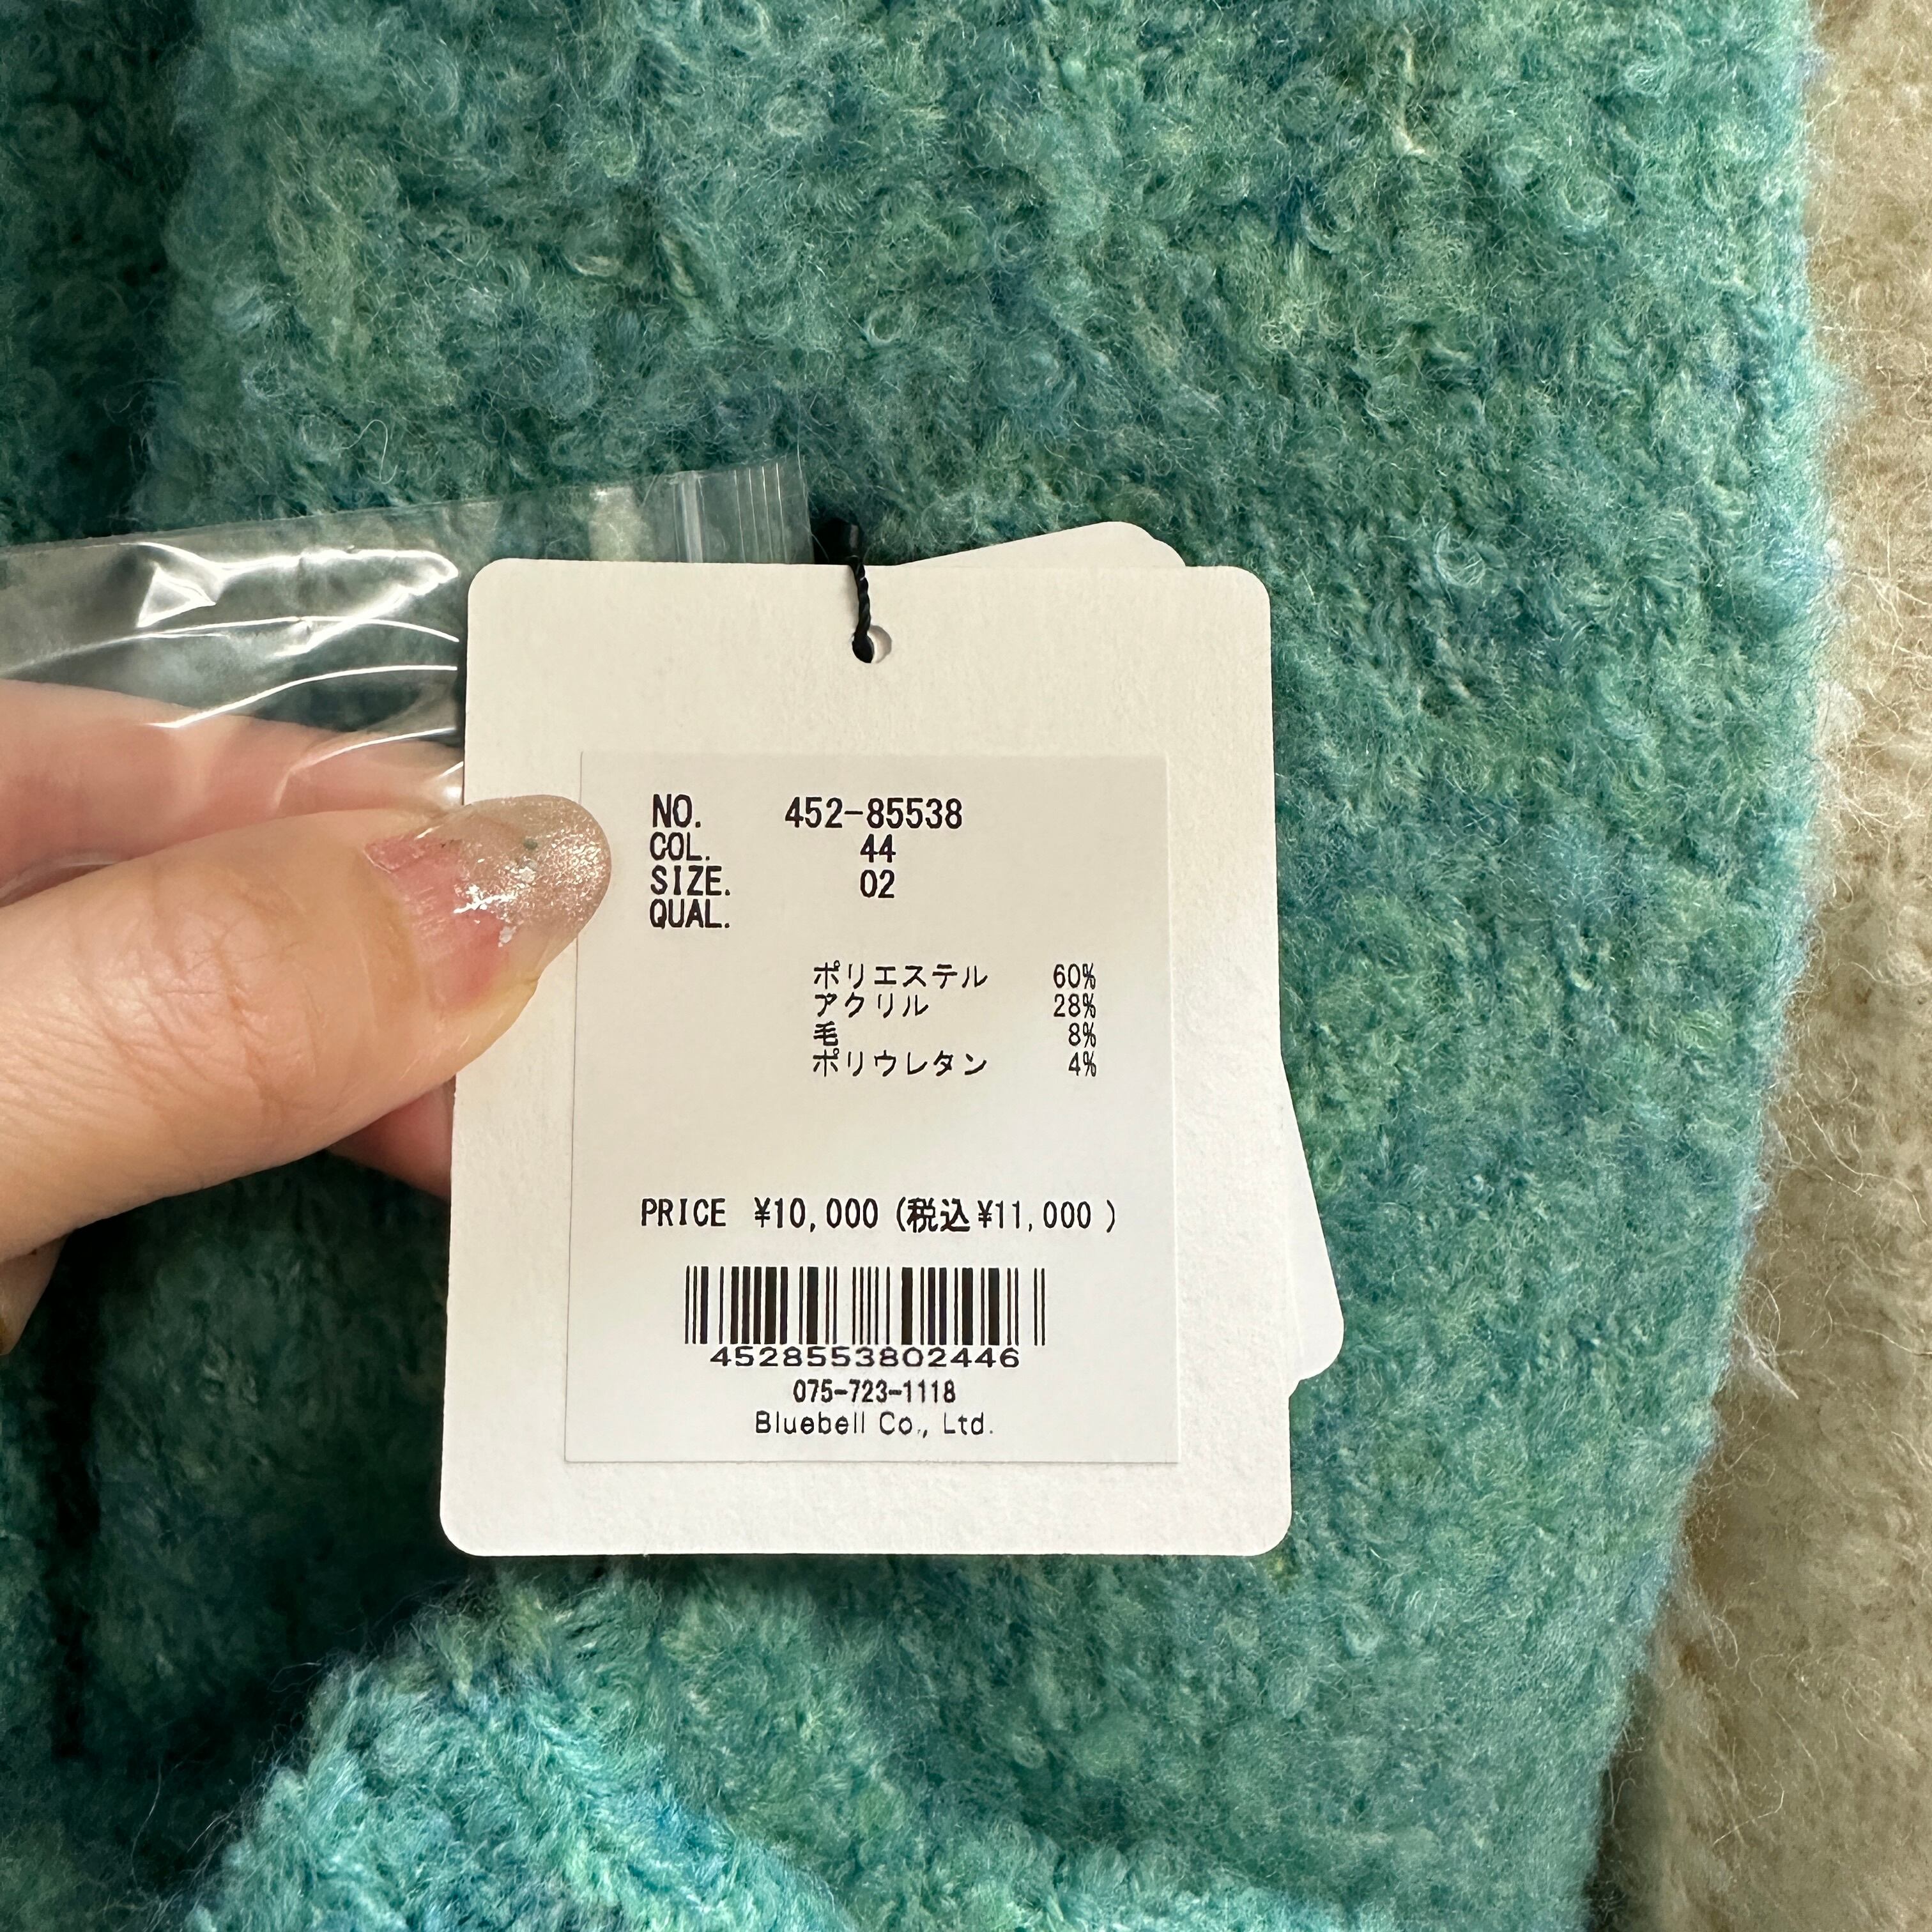 NO. 452-85538
COL. 44
SIZE. 02
QUAL.
ポリエステル 60%
アクリル 28%
毛 8%
ポリウレタン 4%
PRICE ¥10,000 (税込¥11,000 )
4528553802446
075-723-1118
Bluebell Co., Ltd.